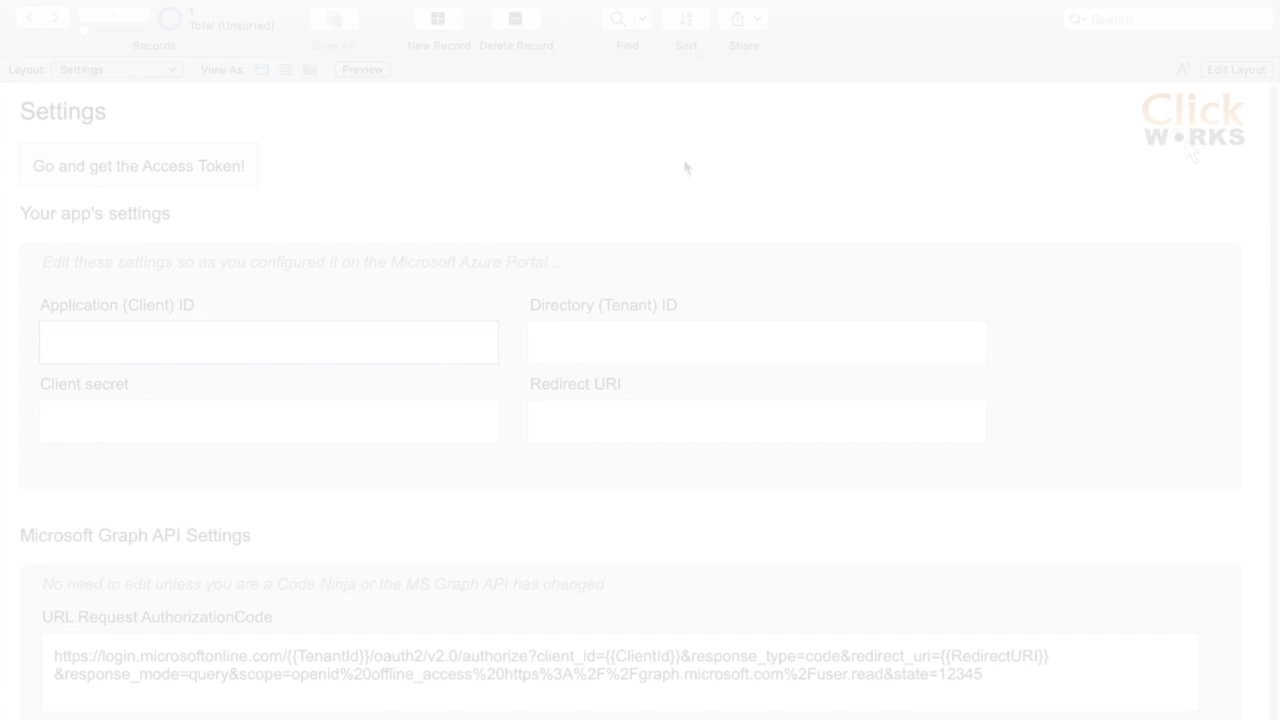 1
Total (Unsorted)
Search
Records
Show All
New Record
Delete Record
Find
Sort
Share
Layout:
Settings
View As:
Preview
Edit Layout
Settings
Click
WORKS
Go and get the Access Token!
Your app's settings
Edit these settings so as you configured it on the Microsoft Azure Portal...
Application (Client) ID
Directory (Tenant) ID
Client secret
Redirect URI
Microsoft Graph API Settings
No need to edit unless you are a Code Ninja or the MS Graph API has changed
URL Request AuthorizationCode
https://login.microsoftonline.com/{{TenantId}}/oauth2/v2.0/authorize?client_id={{ClientId}}&response_type=code&redirect_uri={{RedirectURI}}
&response_mode=query&scope=openid%20offline_access%20https%3A%2F%2Fgraph.microsoft.com%2Fuser.read&state=12345